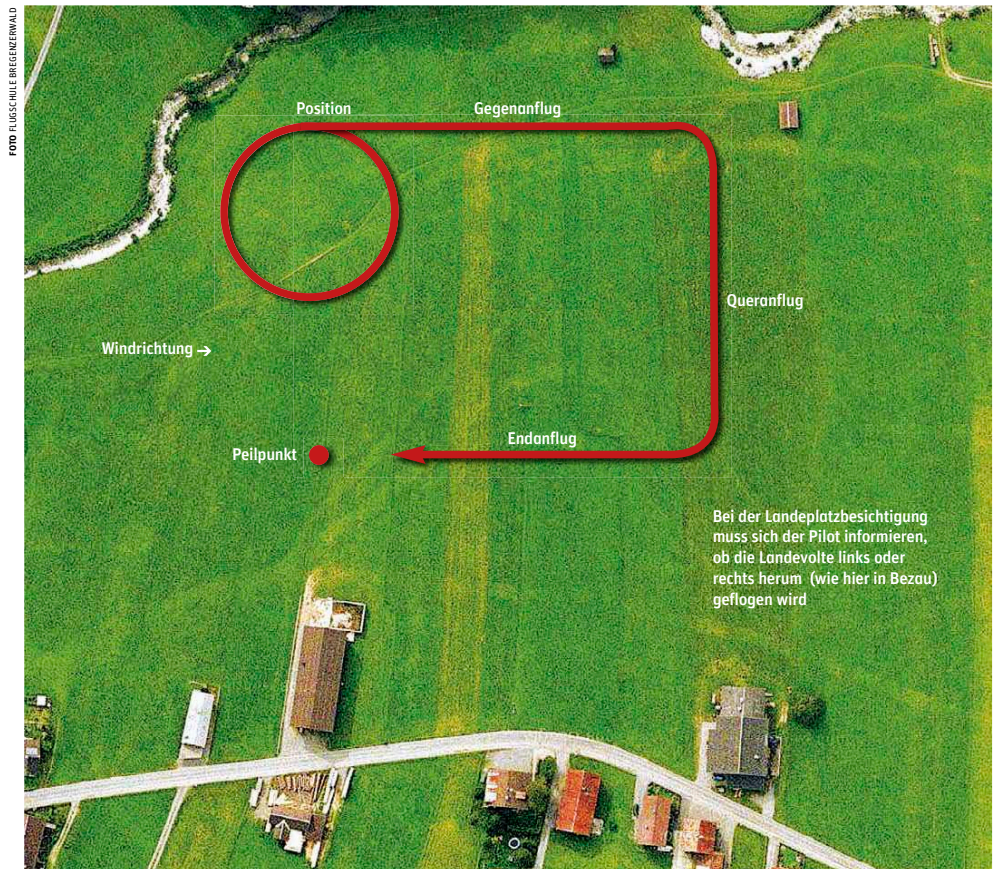 FOTO FLUGSCHULE BREGENZERWALD
Position
Gegenanflug
Queranflug
Windrichtung →
Endanflug
Peilpunkt
Bei der Landeplatzbesichtigung
muss sich der Pilot informieren,
ob die Landevolte links oder
rechts herum (wie hier in Bezau)
geflogen wird